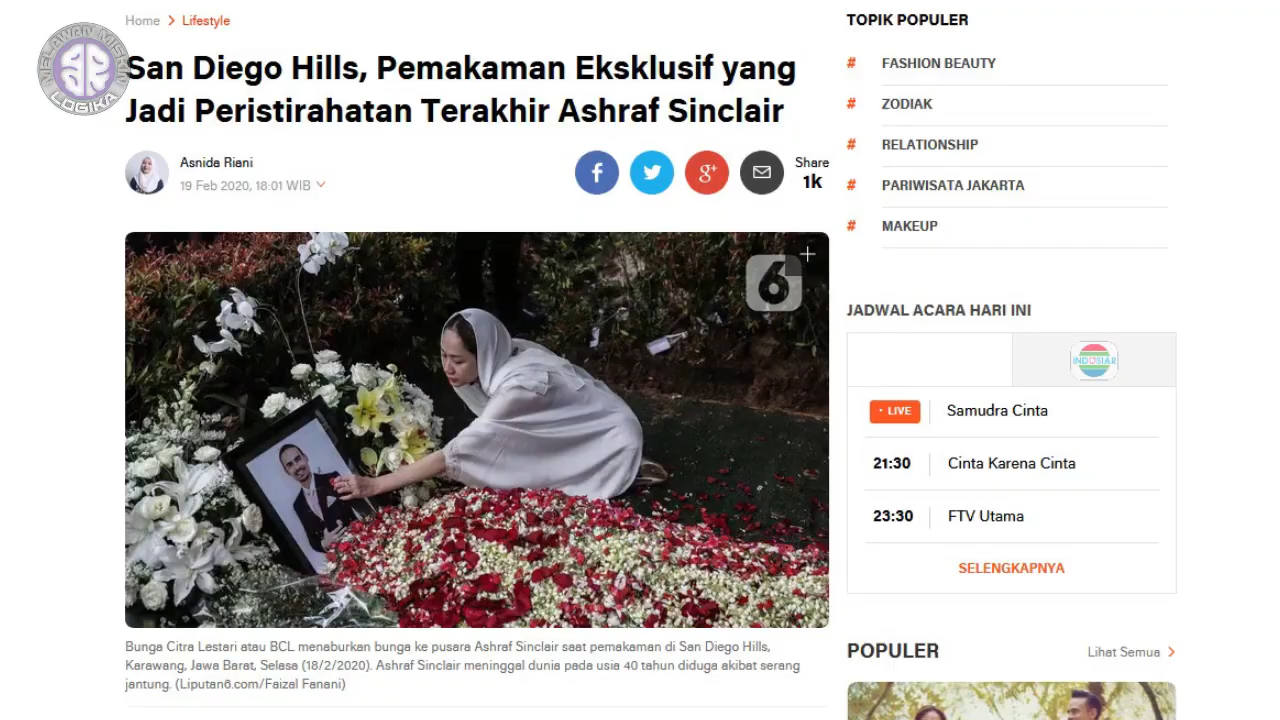 Home > Lifestyle
MELAWAN MISKIN
LOGIKA
San Diego Hills, Pemakaman Eksklusif yang
Jadi Peristirahatan Terakhir Ashraf Sinclair
Asnida Riani
19 Feb 2020, 18:01 WIB
f
g+
Share
1k
6
Bunga Citra Lestari atau BCL menaburkan bunga ke pusara Ashraf Sinclair saat pemakaman di San Diego Hills,
Karawang, Jawa Barat, Selasa (18/2/2020). Ashraf Sinclair meninggal dunia pada usia 40 tahun diduga akibat serang
jantung. (Liputan6.com/Faizal Fanani)
TOPIK POPULER
# FASHION BEAUTY
# ZODIAK
# RELATIONSHIP
# PARIWISATA JAKARTA
# MAKEUP
JADWAL ACARA HARI INI
INDOSIAR
• LIVE Samudra Cinta
21:30 Cinta Karena Cinta
23:30 FTV Utama
SELENGKAPNYA
POPULER
Lihat Semua >